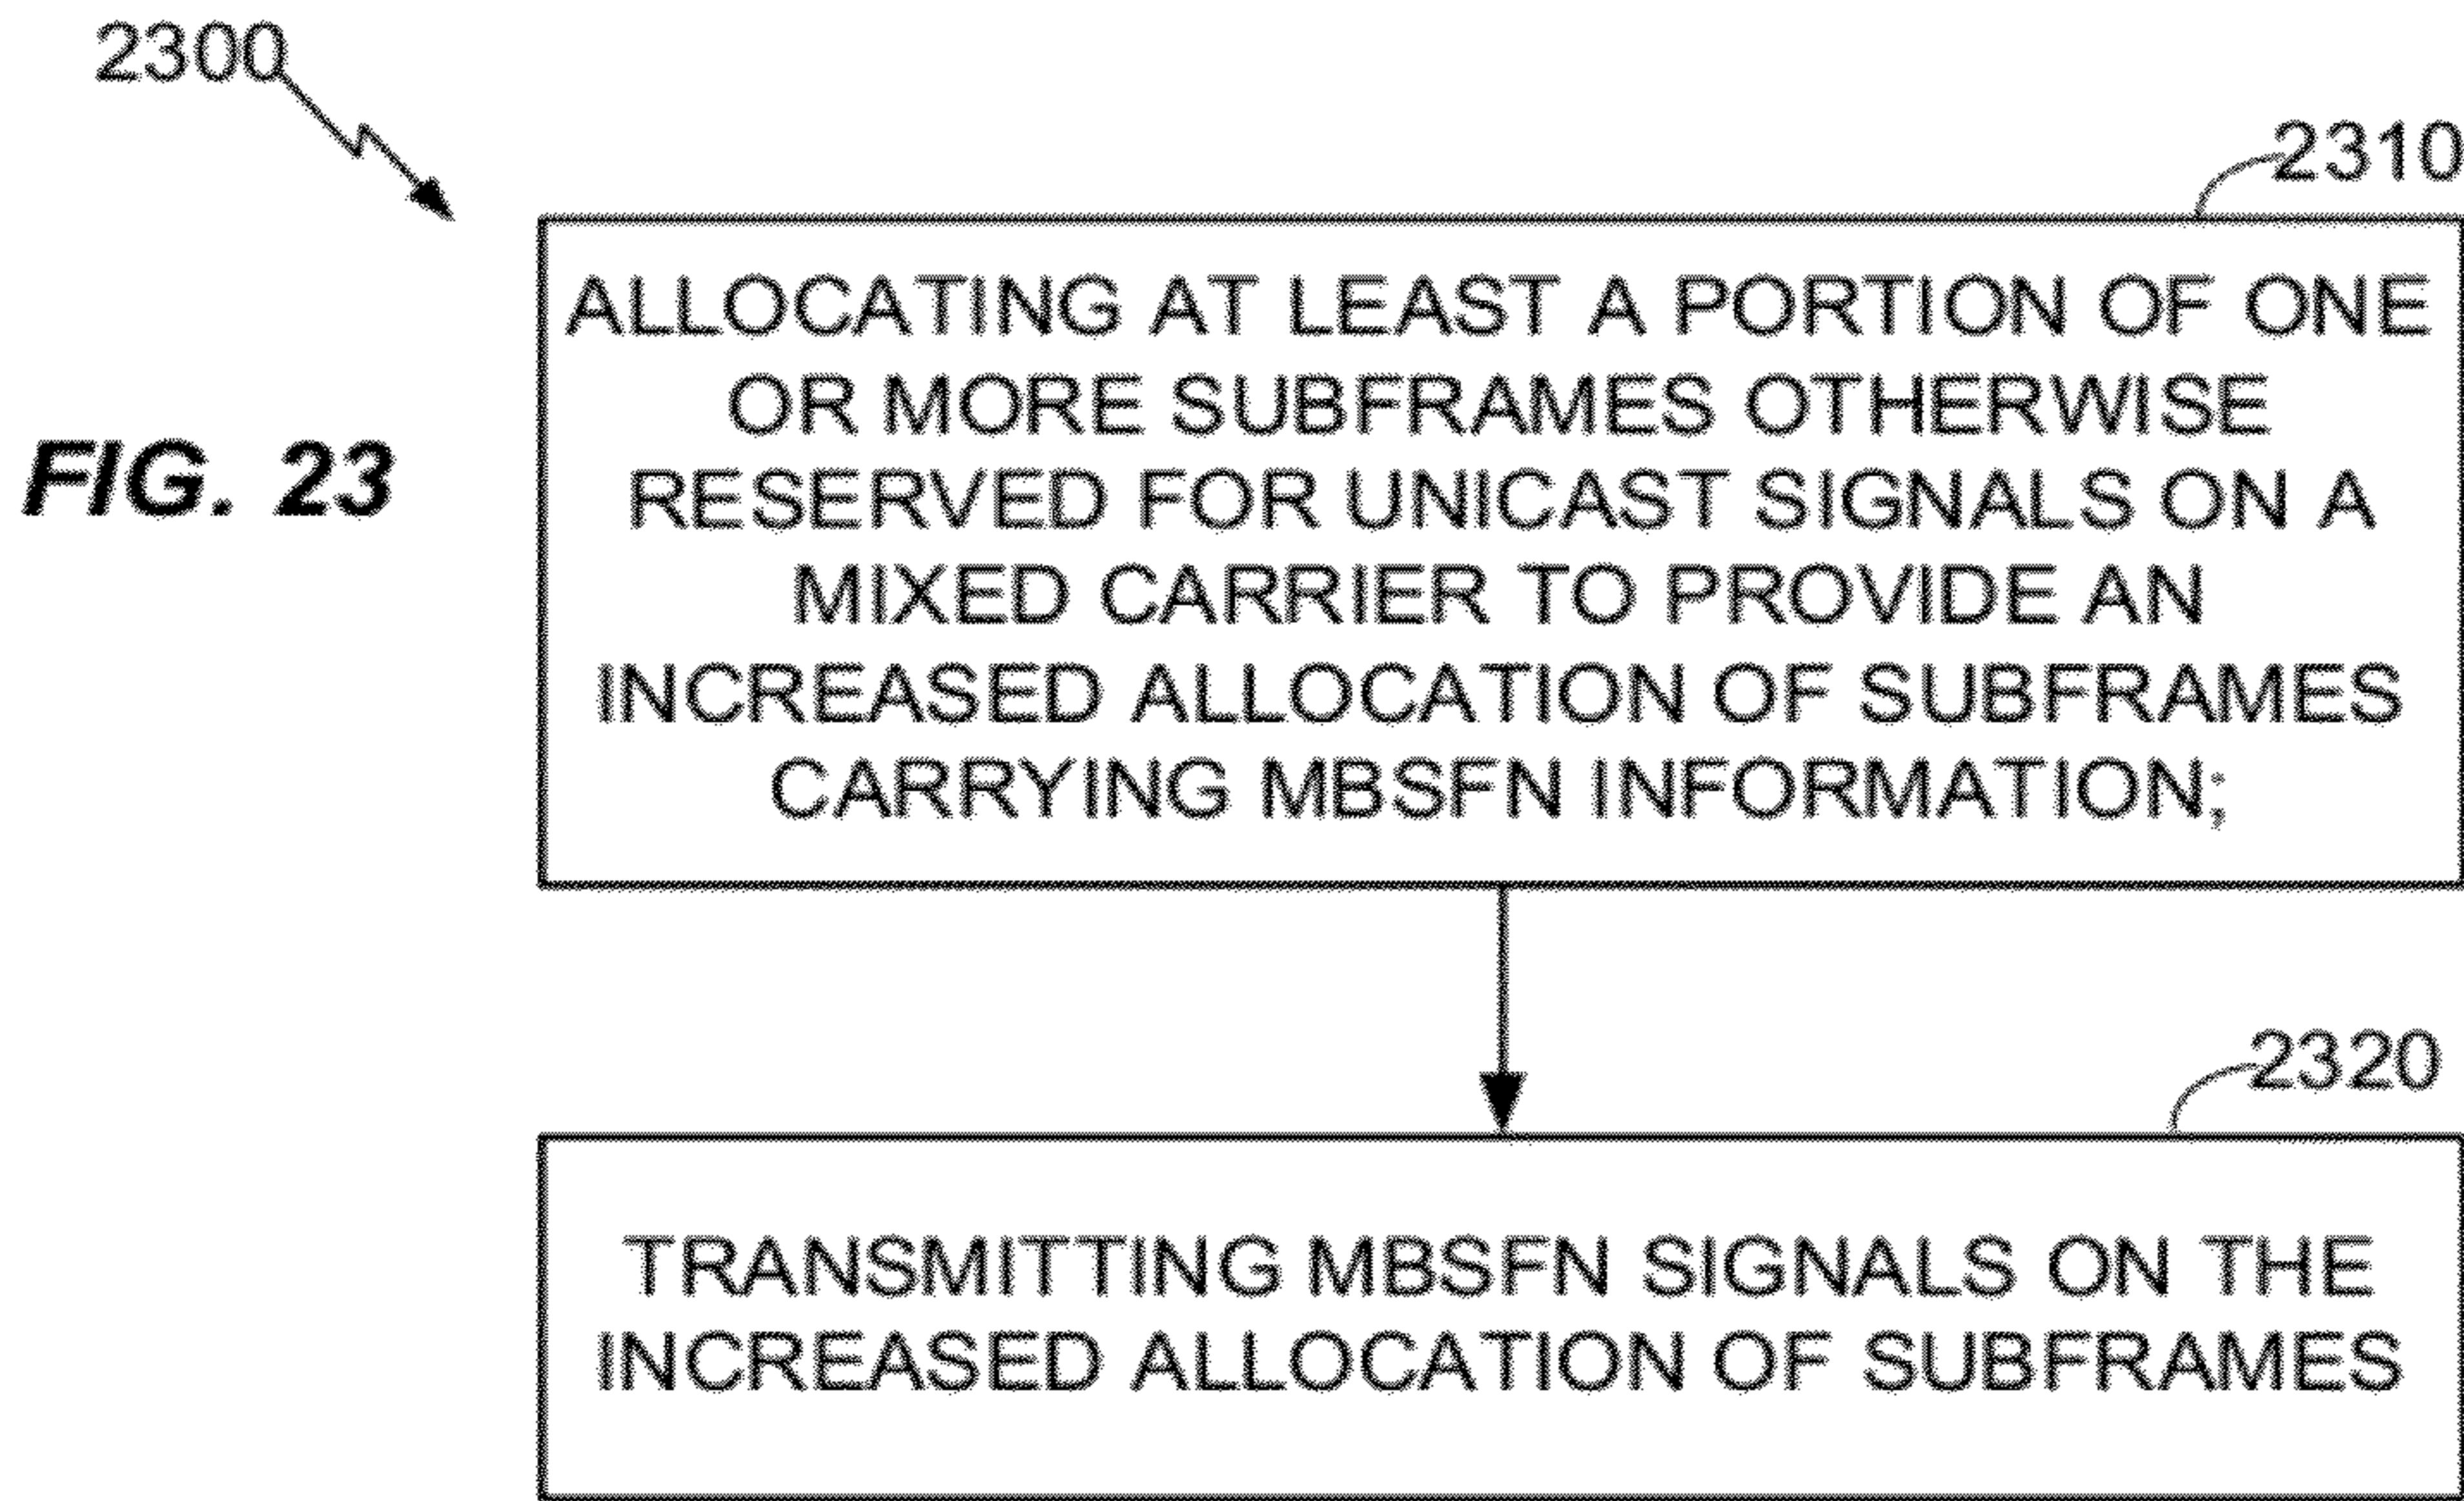 2300
2310
ALLOCATING AT LEAST A PORTION OF ONE
OR MORE SUBFRAMES OTHERWISE
RESERVED FOR UNICAST SIGNALS ON A
MIXED CARRIER TO PROVIDE AN
INCREASED ALLOCATION OF SUBFRAMES
CARRYING MBSFN INFORMATION;
FIG. 23
2320
TRANSMITTING MBSFN SIGNALS ON THE
INCREASED ALLOCATION OF SUBFRAMES